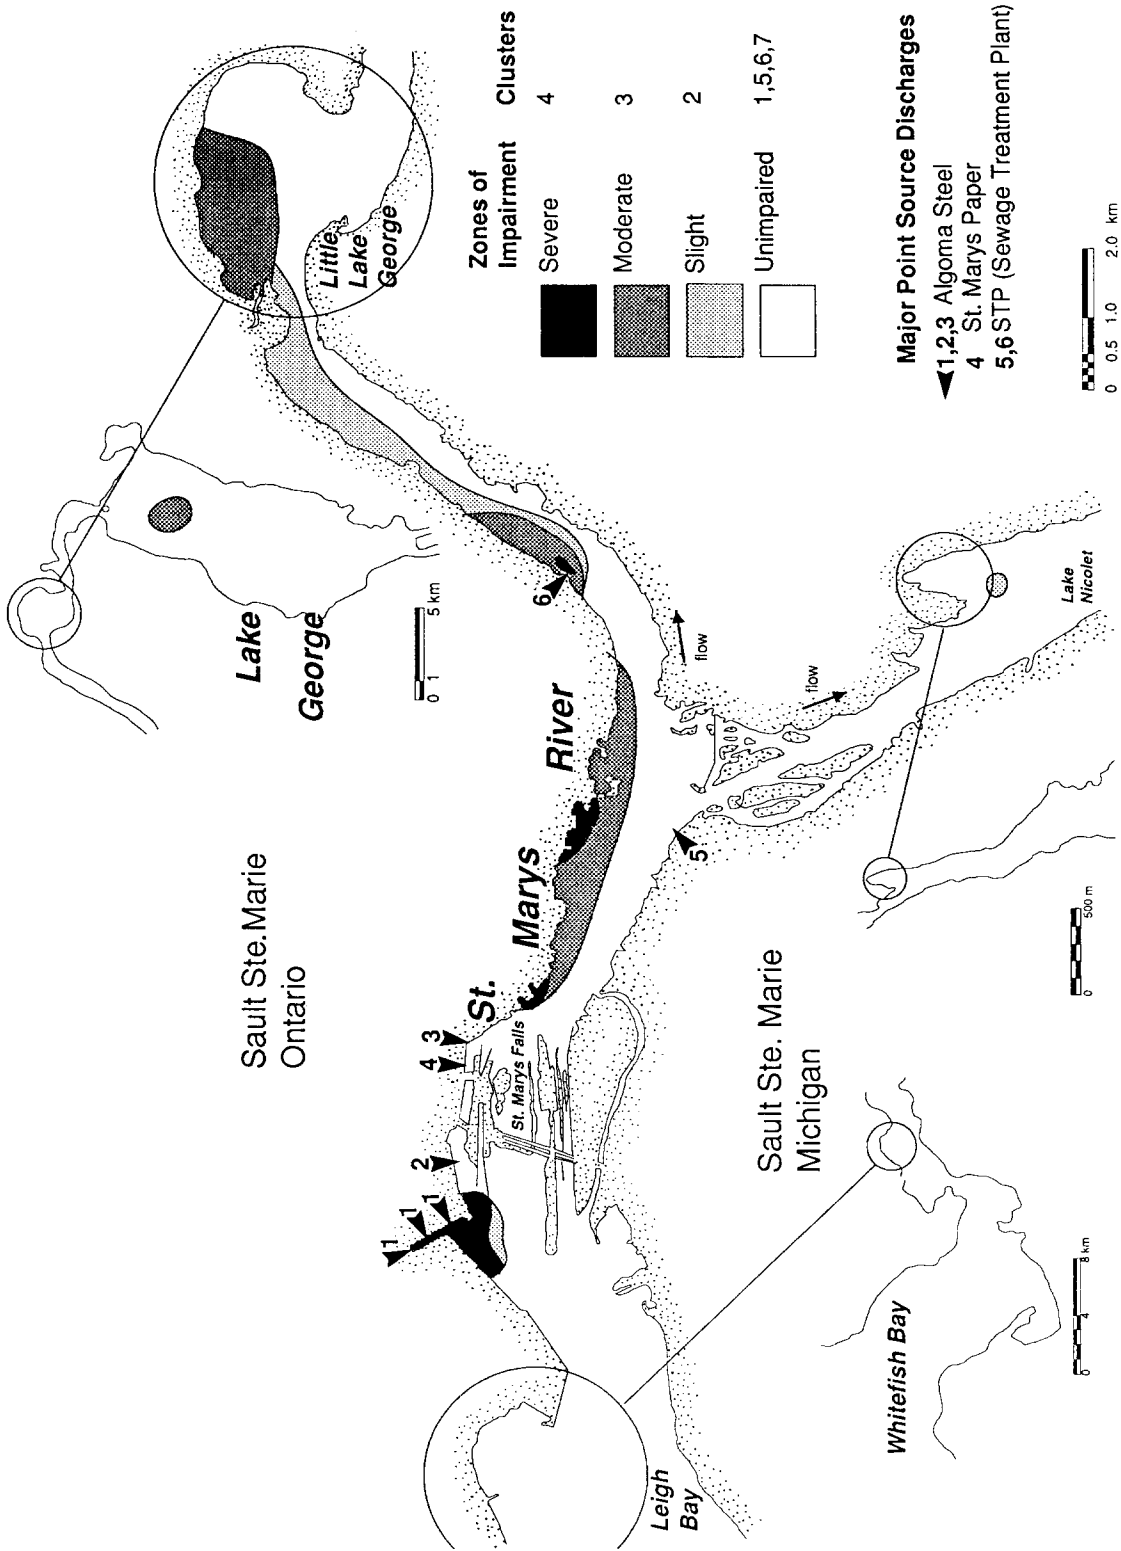 Sault Ste. Marie
Ontario
Lake
George
0 1 5 km
Little
Lake
George
St. Marys River
1
1
1
2
4
3
6
5
St. Marys Falls
flow
flow
Leigh
Bay
Sault Ste. Marie
Michigan
Whitefish Bay
0 4 8 km
0 500 m
Lake
Nicolet
Zones of
Impairment Clusters
Severe 4
Moderate 3
Slight 2
Unimpaired 1,5,6,7
Major Point Source Discharges
1,2,3 Algoma Steel
4 St. Marys Paper
5,6 STP (Sewage Treatment Plant)
0 0.5 1.0 2.0 km